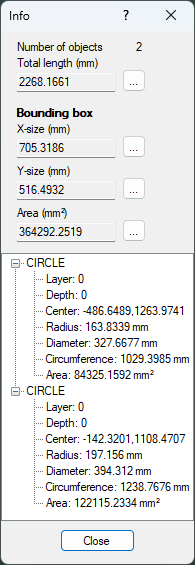 Info ? ×
Number of objects 2
Total length (mm)
2268.1661 ...
Bounding box
X-size (mm)
705.3186 ...
Y-size (mm)
516.4932 ...
Area (mm²)
364292.2519 ...
CIRCLE
Layer: 0
Depth: 0
Center: -486.6489,1263.9741
Radius: 163.8339 mm
Diameter: 327.6677 mm
Circumference: 1029.3985 mm
Area: 84325.1592 mm²
CIRCLE
Layer: 0
Depth: 0
Center: -142.3201,1108.4707
Radius: 197.156 mm
Diameter: 394.312 mm
Circumference: 1238.7676 mm
Area: 122115.2334 mm²
Close